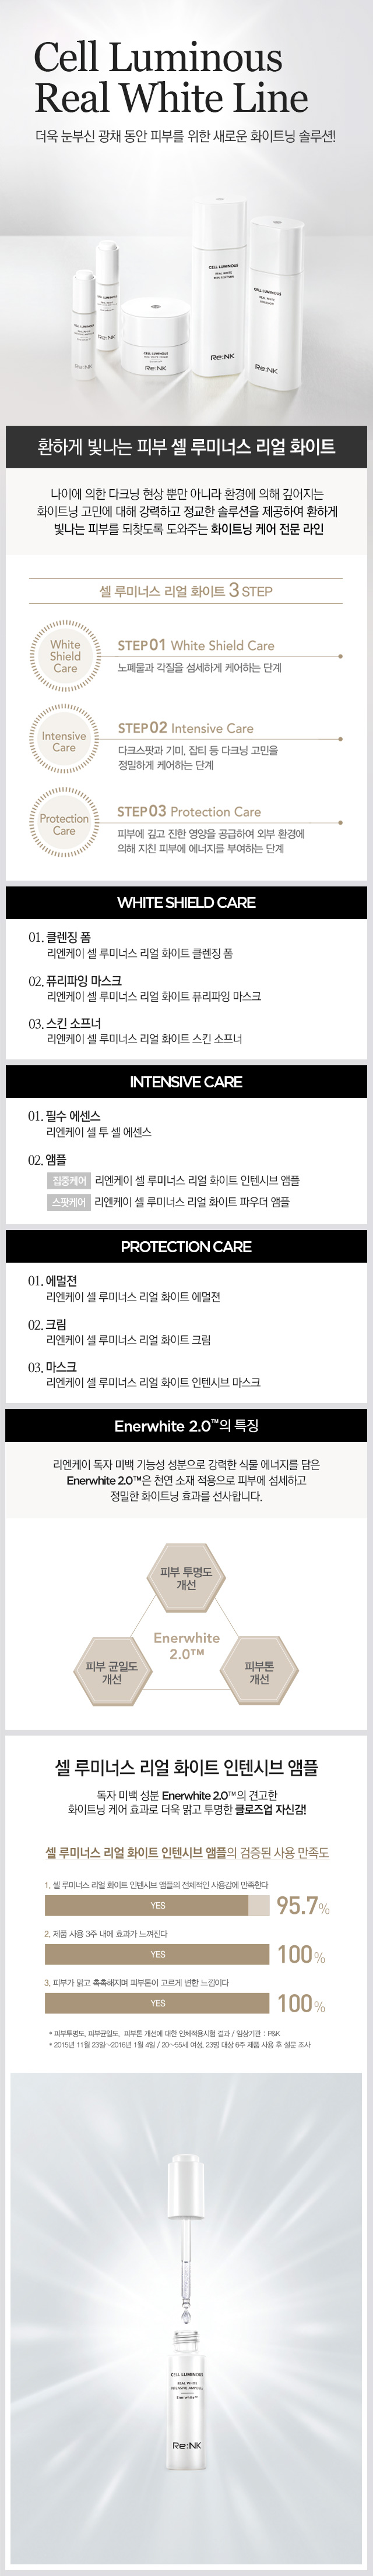 Cell Luminous
Real White Line
더욱 눈부신 광채 동안 피부를 위한 새로운 화이트닝 솔루션!
CELL LUMINOUS
REAL WHITE
Re:NK
CELL LUMINOUS
REAL WHITE
Re:NK
CELL LUMINOUS
Re:NK
Re:NK
Re:NK
환하게 빛나는 피부 셀 루미너스 리얼 화이트
나이에 의한 다크닝 현상 뿐만 아니라 환경에 의해 깊어지는
화이트닝 고민에 대해 강력하고 정교한 솔루션을 제공하여 환하게
빛나는 피부를 되찾도록 도와주는 화이트닝 케어 전문 라인
셀 루미너스 리얼 화이트 3 STEP
White
Shield
Care
STEP01 White Shield Care
노폐물과 각질을 섬세하게 케어하는 단계
Intensive
Care
STEP02 Intensive Care
다크스팟과 기미, 잡티 등 다크닝 고민을
정밀하게 케어하는 단계
Protection
Care
STEP03 Protection Care
피부에 깊고 진한 영양을 공급하여 외부 환경에
의해 지친 피부에 에너지를 부여하는 단계
WHITE SHIELD CARE
01. 클렌징 폼
리엔케이 셀 루미너스 리얼 화이트 클렌징 폼
02. 퓨리파잉 마스크
리엔케이 셀 루미너스 리얼 화이트 퓨리파잉 마스크
03. 스킨 소프너
리엔케이 셀 루미너스 리얼 화이트 스킨 소프너
INTENSIVE CARE
01. 필수 에센스
리엔케이 셀 투 셀 에센스
02. 앰플
집중케어 리엔케이 셀 루미너스 리얼 화이트 인텐시브 앰플
스팟케어 리엔케이 셀 루미너스 리얼 화이트 파우더 앰플
PROTECTION CARE
01. 에멀젼
리엔케이 셀 루미너스 리얼 화이트 에멀젼
02. 크림
리엔케이 셀 루미너스 리얼 화이트 크림
03. 마스크
리엔케이 셀 루미너스 리얼 화이트 인텐시브 마스크
Enerwhite 2.0™의 특징
리엔케이 독자 미백 기능성 성분으로 강력한 식물 에너지를 담은
Enerwhite 2.0™은 천연 소재 적용으로 피부에 섬세하고
정밀한 화이트닝 효과를 선사합니다.
피부 투명도
개선
Enerwhite
2.0™
피부 균일도
개선
피부톤
개선
셀 루미너스 리얼 화이트 인텐시브 앰플
독자 미백 성분 Enerwhite 2.0™의 견고한
화이트닝 케어 효과로 더욱 맑고 투명한 클로즈업 자신감!
셀 루미너스 리얼 화이트 인텐시브 앰플의 검증된 사용 만족도
1. 셀 루미너스 리얼 화이트 인텐시브 앰플의 전체적인 사용감에 만족한다
YES 95.7%
2. 제품 사용 3주 내에 효과가 느껴진다
YES 100%
3. 피부가 맑고 촉촉해지며 피부톤이 고르게 변한 느낌이다
YES 100%
* 피부투명도, 피부균일도, 피부톤 개선에 대한 인체적용시험 결과 / 임상기관 : P&K
* 2015년 11월 23일~2016년 1월 4일 / 20~55세 여성, 23명 대상 6주 제품 사용 후 설문 조사
CELL LUMINOUS
REAL WHITE
INTENSIVE AMPOULE
Enerwhite™
Re:NK